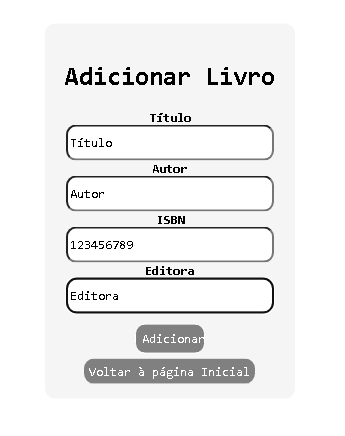 Adicionar Livro
Título
Título
Autor
Autor
ISBN
123456789
Editora
Editora
Adicionar
Voltar à página Inicial